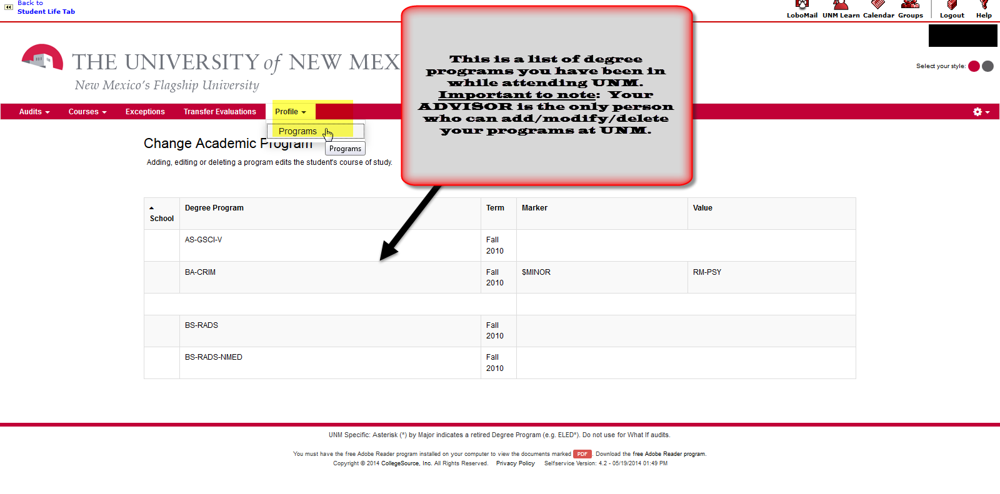 Back to
Student Life Tab
LoboMail UNM Learn Calendar Groups Logout Help
THE UNIVERSITY of NEW MEX
New Mexico's Flagship University
Select your style:
This is a list of degree
programs you have been in
while attending UNM.
Important to note: Your
ADVISOR is the only person
who can add/modify/delete
your programs at UNM.
Audits Courses Exceptions Transfer Evaluations Profile
Programs
Programs
Change Academic Program
Adding, editing or deleting a program edits the student's course of study.
School Degree Program Term Marker Value
AS-GSCI-V Fall
2010
BA-CRIM Fall $MINOR RM-PSY
2010
BS-RADS Fall
2010
BS-RADS-NMED Fall
2010
UNM Specific: Asterisk (*) by Major indicates a retired Degree Program (e.g. ELED*). Do not use for What If audits.
You must have the free Adobe Reader program installed on your computer to view the documents marked PDF . Download the free Adobe Reader program.
Copyright © 2014 CollegeSource, Inc. All Rights Reserved. Privacy Policy Selfservice Version: 4.2 - 05/19/2014 01:49 PM